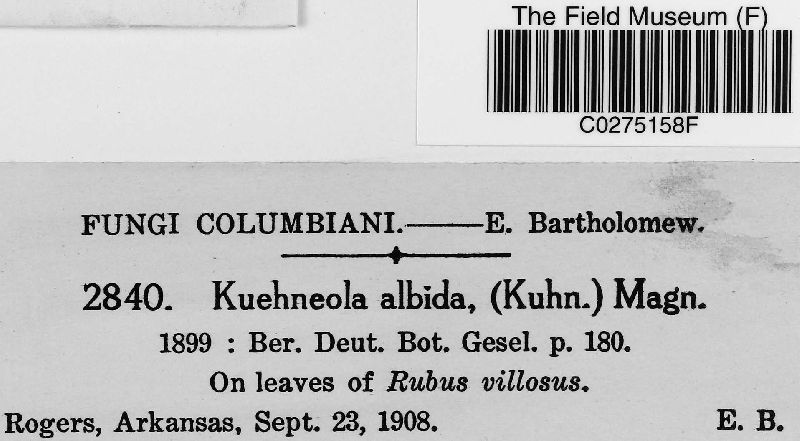 The Field Museum (F)
C0275158F
FUNGI COLUMBIANI.——E. Bartholomew.
2840. Kuehneola albida, (Kuhn.) Magn.
1899 : Ber. Deut. Bot. Gesel. p. 180.
On leaves of Rubus villosus.
Rogers, Arkansas, Sept. 23, 1908. E. B.